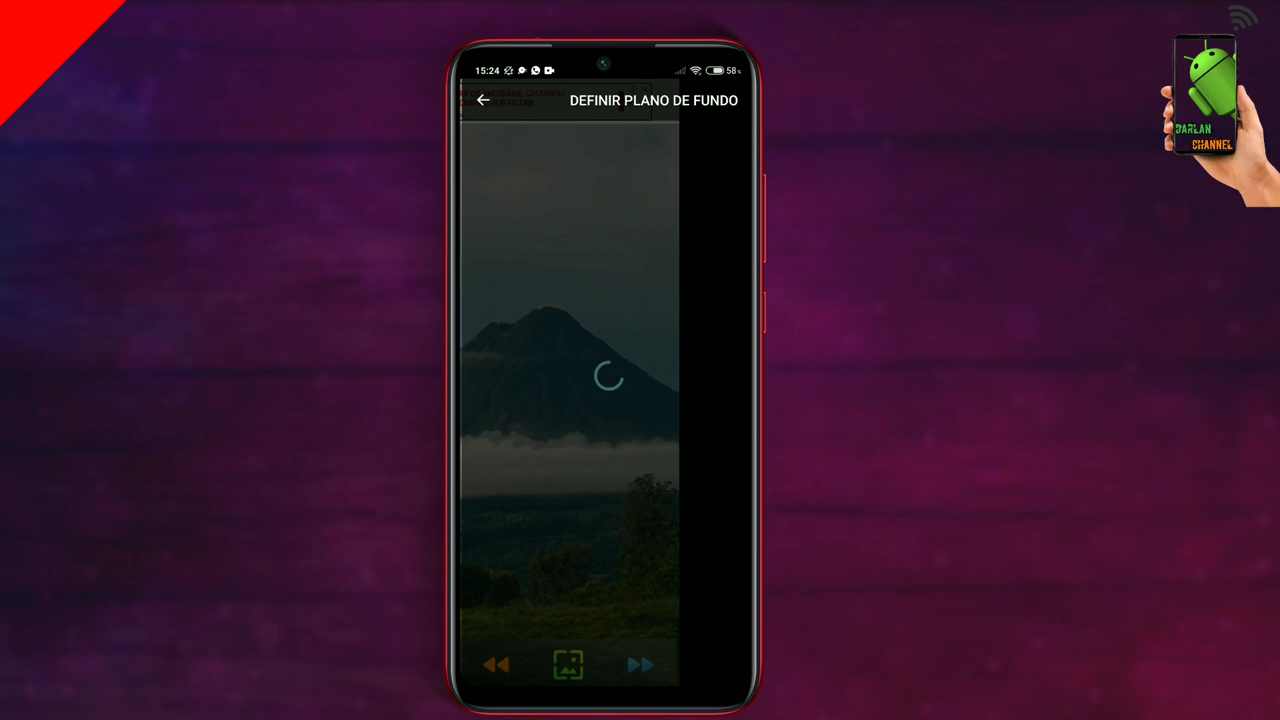 15:24
58%
DEFINIR PLANO DE FUNDO
DARLAN
CHANNEL